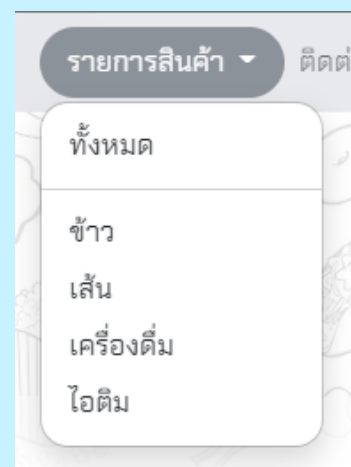 รายการสินค้า
ทั้งหมด
ข้าว
เส้น
เครื่องดื่ม
ไอติม